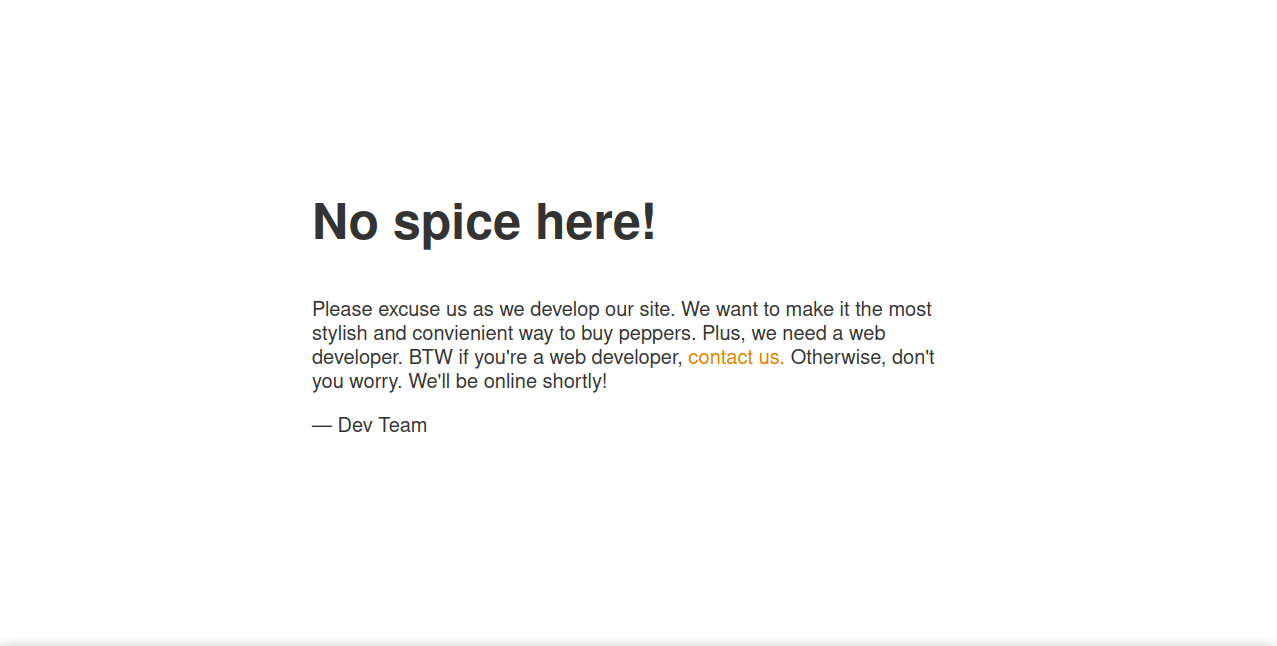 No spice here!
Please excuse us as we develop our site. We want to make it the most
stylish and convienient way to buy peppers. Plus, we need a web
developer. BTW if you're a web developer, contact us. Otherwise, don't
you worry. We'll be online shortly!
— Dev Team